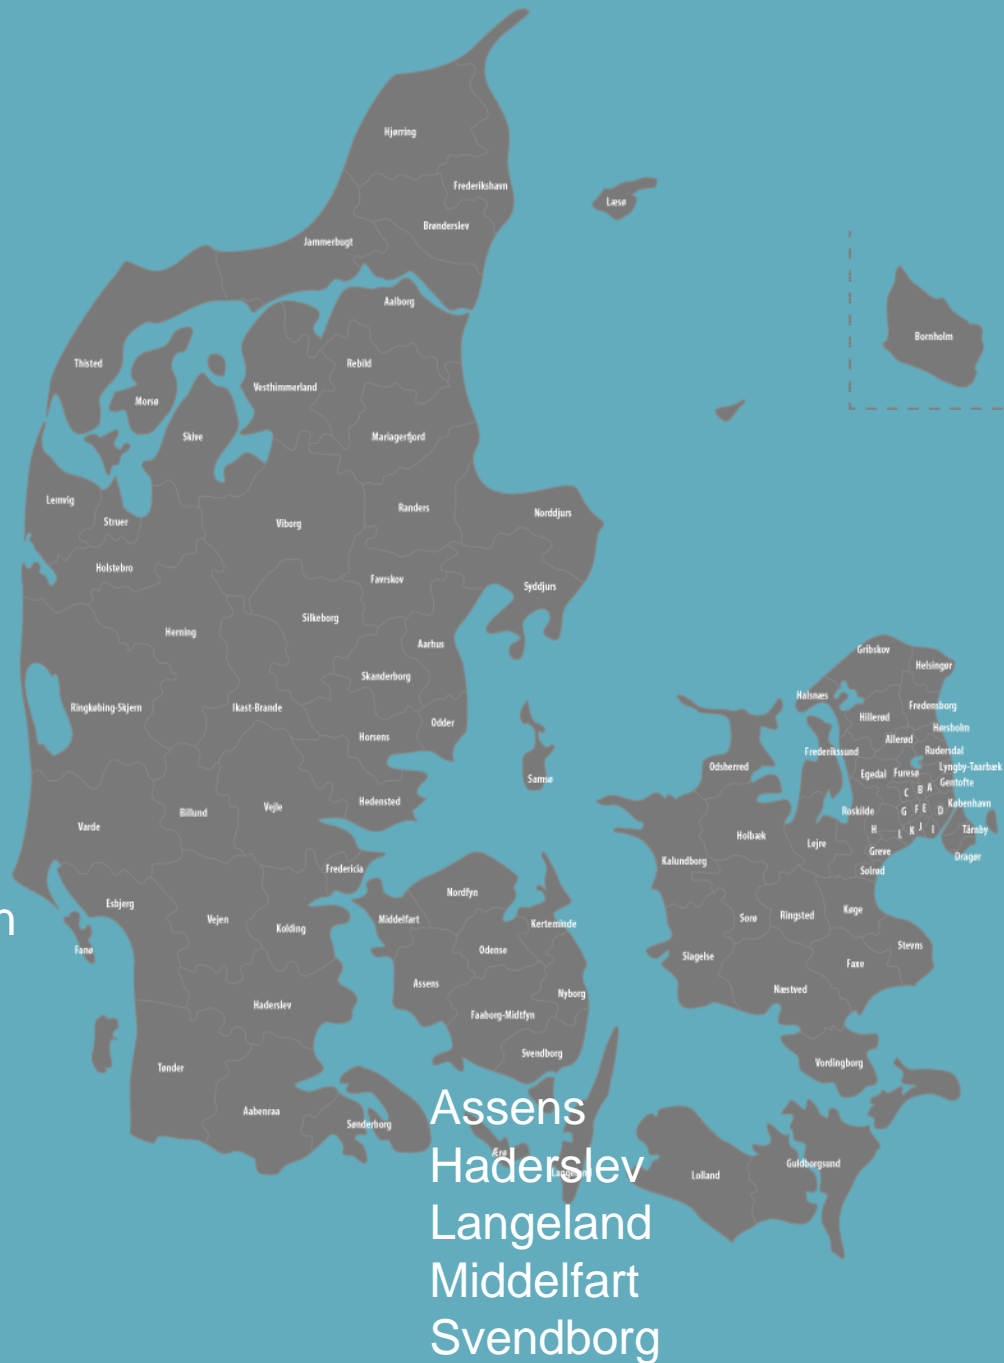 Hjørring
Frederikshavn
Læsø
Brønderslev
Jammerbugt
Aalborg
Bornholm
Thisted
Rebild
Vesthimmerland
Morsø
Skive
Mariagerfjord
Lemvig
Struer
Randers
Norddjurs
Viborg
Holstebro
Favrskov
Syddjurs
Silkeborg
Herning
Aarhus
Gribskov
Helsingør
Skanderborg
Halsnæs
Ringkøbing-Skjern
Ikast-Brande
Fredensborg
Hillerød
Odder
Hørsholm
Horsens
Allerød
Frederikssund
Rudersdal
Odsherred
Lyngby-Taarbæk
Samsø
Egedal
Furesø
Gentofte
C B A
Hedensted
København
Billund
Vejle
Roskilde
G F E D
Varde
Holbæk
Lejre
H L K J I
Tårnby
Greve
Dragør
Kalundborg
Fredericia
Solrød
Nordfyn
Esbjerg
Middelfart
Vejen
Kolding
Kerteminde
Sorø
Ringsted
Køge
n
Fanø
Odense
Stevns
Slagelse
Faxe
Assens
Nyborg
Næstved
Haderslev
Faaborg-Midtfyn
Svendborg
Vordingborg
Tønder
Aabenraa
Sønderborg
Ærø
Langeland
Lolland
Guldborgsund
Assens
Haderslev
Langeland
Middelfart
Svendborg